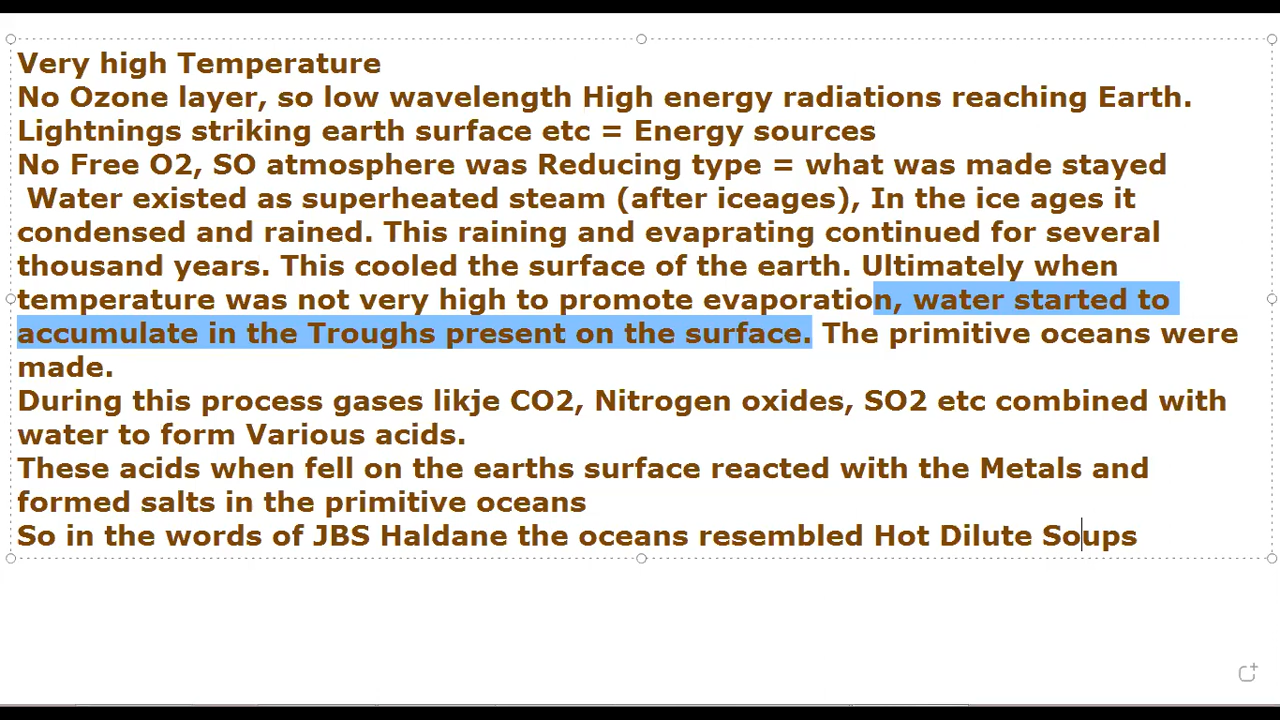 Very high Temperature
No Ozone layer, so low wavelength High energy radiations reaching Earth.
Lightnings striking earth surface etc = Energy sources
No Free O2, SO atmosphere was Reducing type = what was made stayed
Water existed as superheated steam (after iceages), In the ice ages it
condensed and rained. This raining and evaprating continued for several
thousand years. This cooled the surface of the earth. Ultimately when
temperature was not very high to promote evaporation, water started to
accumulate in the Troughs present on the surface. The primitive oceans were
made.
During this process gases likje CO2, Nitrogen oxides, SO2 etc combined with
water to form Various acids.
These acids when fell on the earths surface reacted with the Metals and
formed salts in the primitive oceans
So in the words of JBS Haldane the oceans resembled Hot Dilute Soups